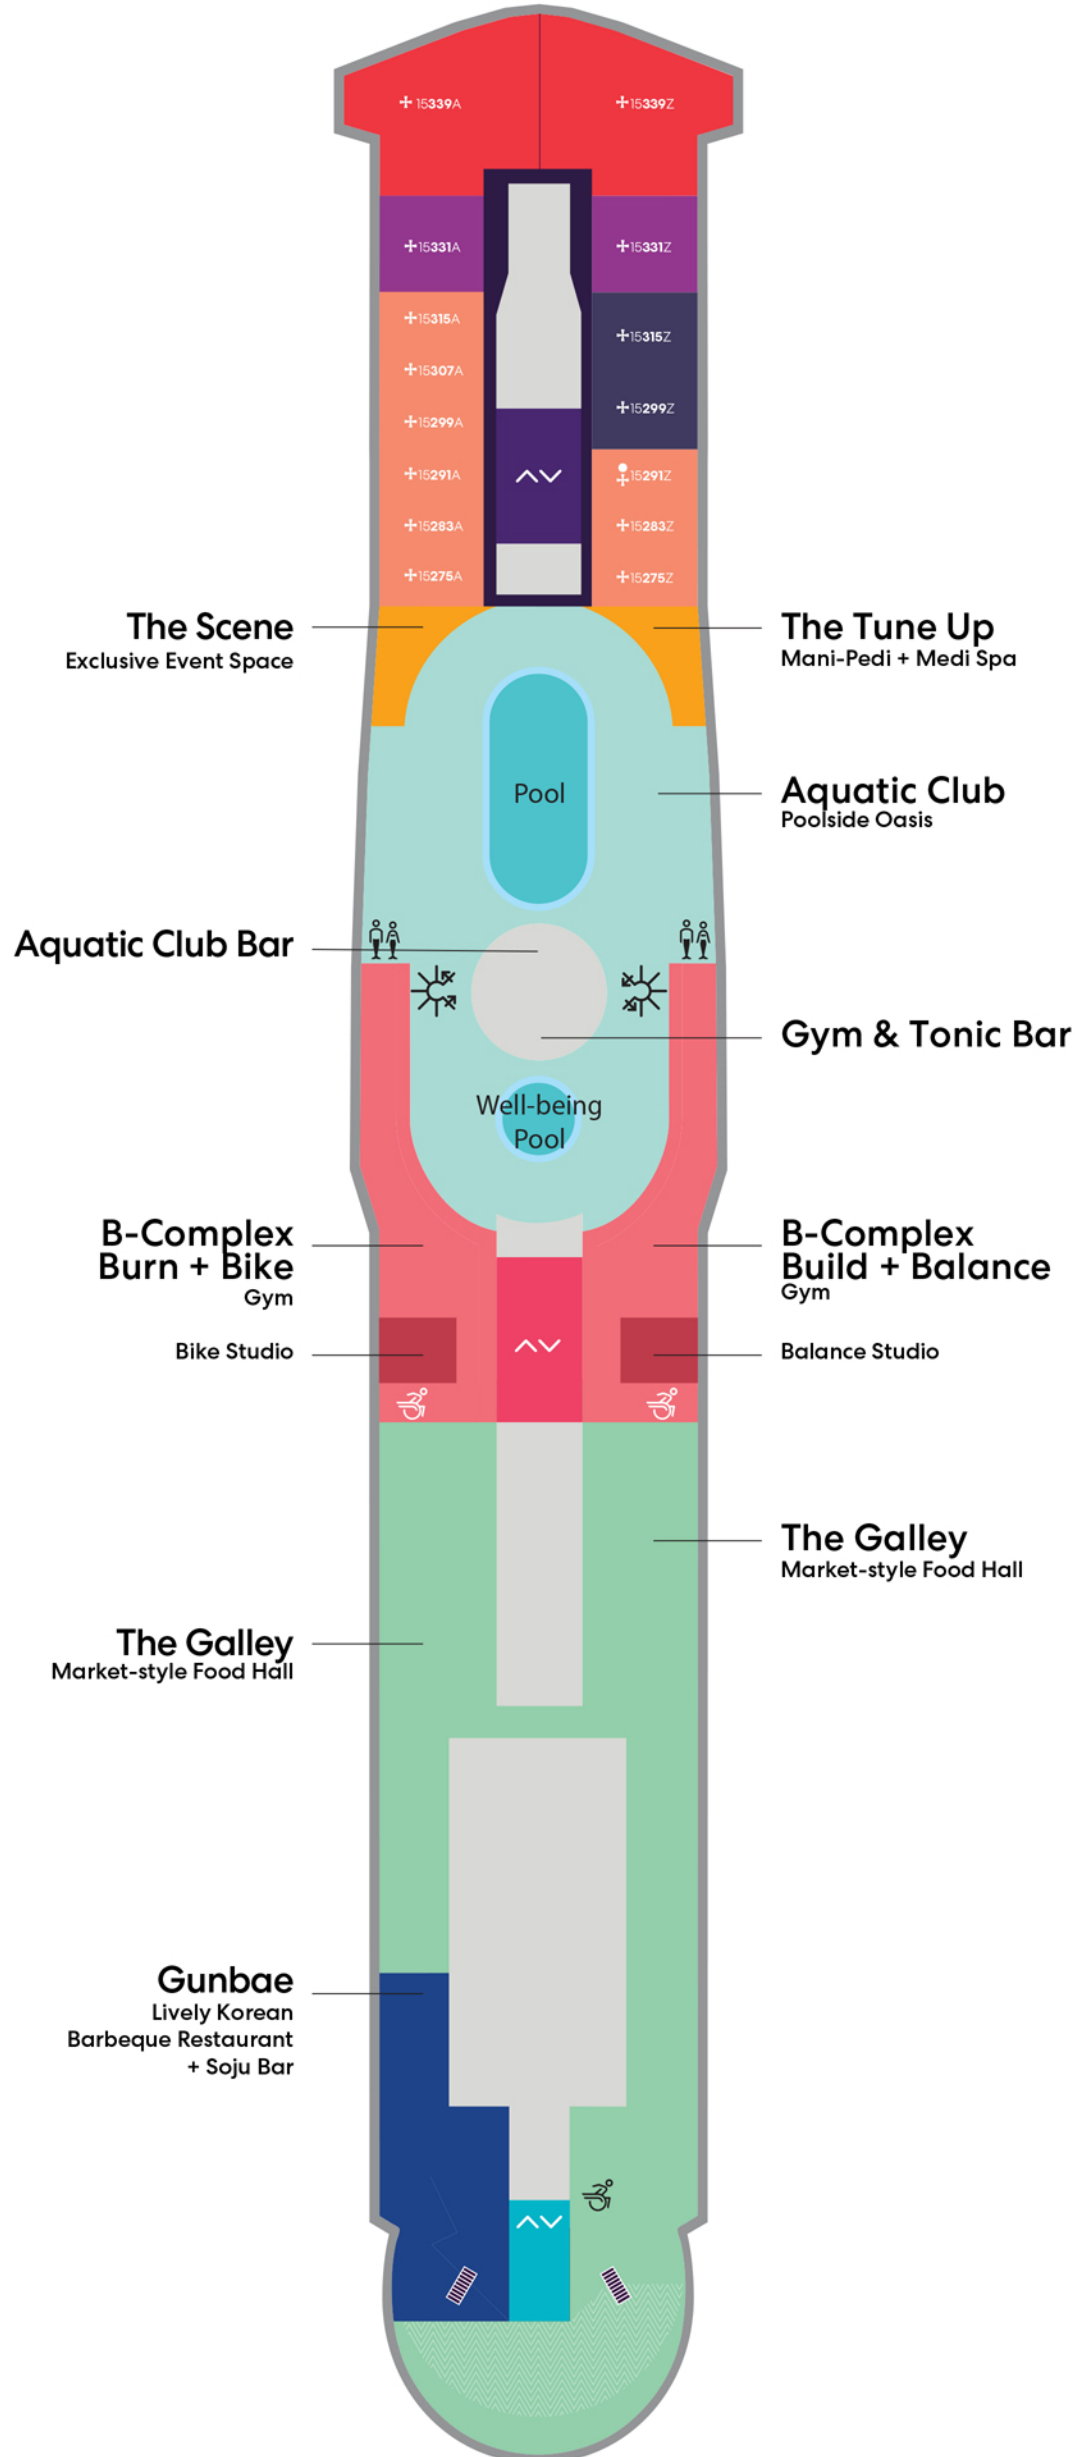 15339A
15339Z
15331A
15331Z
15315A
15315Z
15307A
15299Z
15299A
15291A
15291Z
15283A
15283Z
15275A
15275Z
The Scene
Exclusive Event Space
The Tune Up
Mani-Pedi + Medi Spa
Pool
Aquatic Club
Poolside Oasis
Aquatic Club Bar
Gym & Tonic Bar
Well-being
Pool
B-Complex
Burn + Bike
Gym
B-Complex
Build + Balance
Gym
Bike Studio
Balance Studio
The Galley
Market-style Food Hall
The Galley
Market-style Food Hall
Gunbae
Lively Korean
Barbeque Restaurant
+ Soju Bar